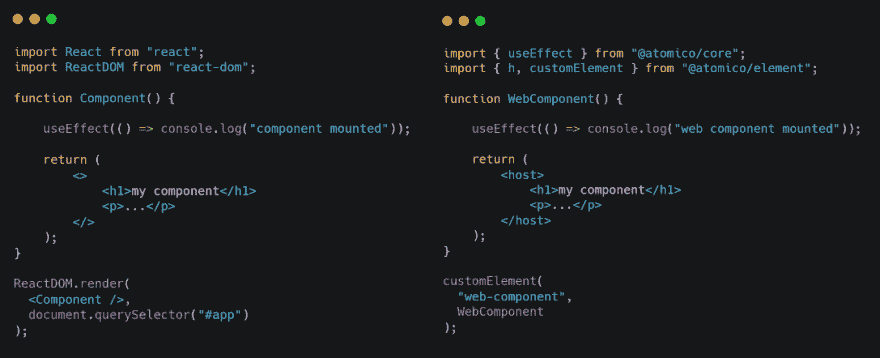 import React from "react";
import ReactDOM from "react-dom";
function Component() {
useEffect(() => console.log("component mounted"));
return (
<>
<h1>my component</h1>
<p>...</p>
</>
);
}
ReactDOM.render(
<Component />,
document.querySelector("#app")
);
import { useEffect } from "@atomico/core";
import { h, customElement } from "@atomico/element";
function WebComponent() {
useEffect(() => console.log("web component mounted"));
return (
<host>
<h1>my component</h1>
<p>...</p>
</host>
);
}
customElement(
"web-component",
WebComponent
);